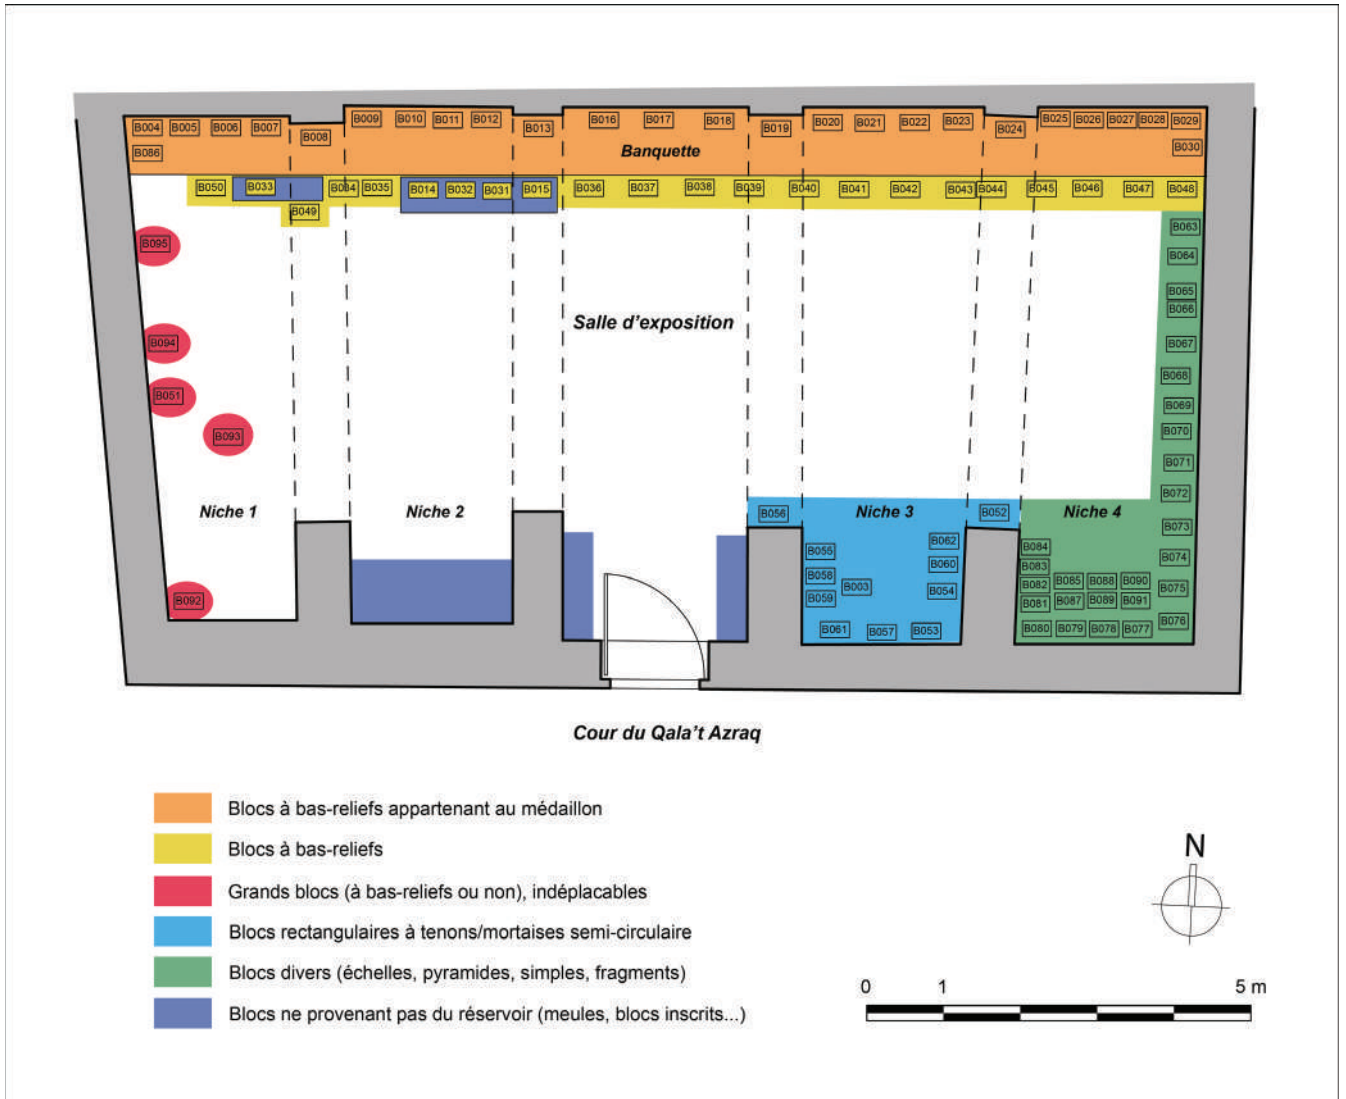 B004 B005 B006 B007 B008 B009 B010 B011 B012 B013 B016 B017 B018 B019 B020 B021 B022 B023 B024 B025 B026 B027 B028 B029
B086 Banquette B030
B050 B033 B034 B035 B014 B032 B031 B015 B036 B037 B038 B039 B040 B041 B042 B043 B044 B045 B046 B047 B048
B049
B063
B095
B064
B065
B066
Salle d'exposition
B094
B067
B068
B051
B069
B093
B070
B071
B072
Niche 1 Niche 2 B056 Niche 3 B052 Niche 4
B073
B055 B062 B084
B074
B083
B060
B058 B003 B082 B085 B088 B090
B059 B054 B075
B092 B081 B087 B089 B091
B076
B061 B057 B053 B080 B079 B078 B077
Cour du Qala't Azraq
Blocs à bas-reliefs appartenant au médaillon
Blocs à bas-reliefs
N
Grands blocs (à bas-reliefs ou non), indéplacables
Blocs rectangulaires à tenons/mortaises semi-circulaire
Blocs divers (échelles, pyramides, simples, fragments)
0 1 5 m
Blocs ne provenant pas du réservoir (meules, blocs inscrits...)